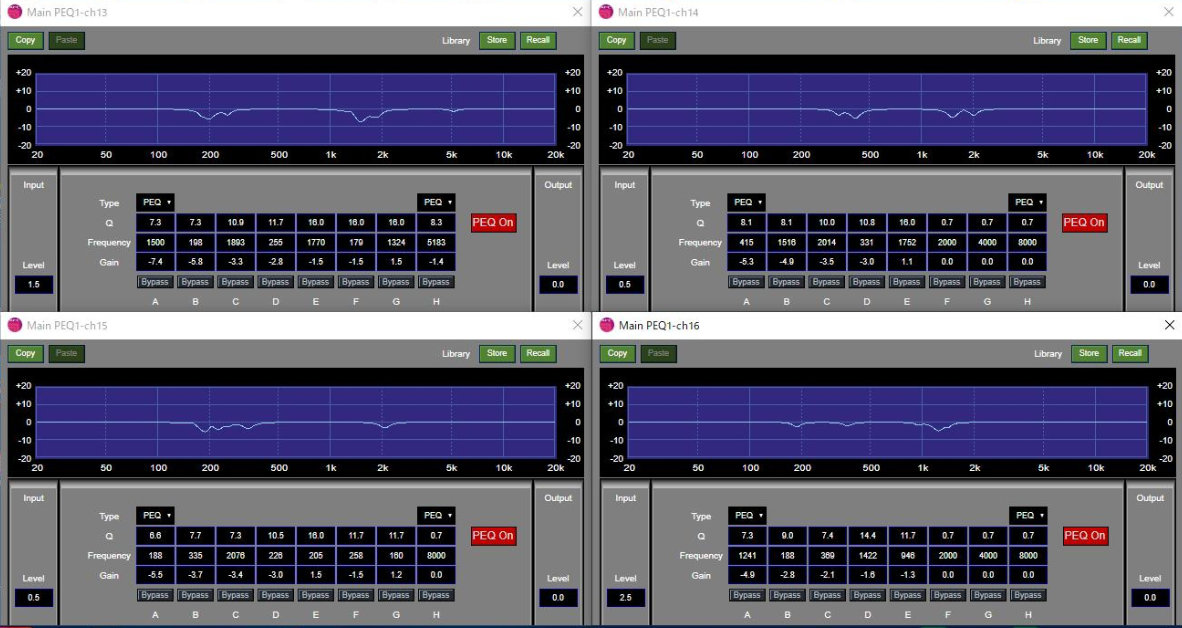 Main PEQ1-ch13
Copy Paste Library Store Recall
+20 +20
+10 +10
0 0
-10 -10
-20 -20
20 50 100 200 500 1k 2k 5k 10k 20k
Input Output
Type PEQ PEQ
Q 7.3 7.3 10.9 11.7 16.0 16.0 16.0 8.3 PEQ On
Frequency 1500 198 1893 255 1770 179 1324 5183
Level Gain -7.4 -5.8 -3.3 -2.8 -1.5 -1.5 1.5 -1.4 Level
1.5 Bypass Bypass Bypass Bypass Bypass Bypass Bypass Bypass 0.0
A B C D E F G H
Main PEQ1-ch14
Copy Paste Library Store Recall
+20 +20
+10 +10
0 0
-10 -10
-20 -20
20 50 100 200 500 1k 2k 5k 10k 20k
Input Output
Type PEQ PEQ
Q 8.1 8.1 10.0 10.8 16.0 0.7 0.7 0.7 PEQ On
Frequency 415 1516 2014 331 1752 2000 4000 8000
Level Gain -5.3 -4.9 -3.5 -3.0 1.1 0.0 0.0 0.0 Level
0.5 Bypass Bypass Bypass Bypass Bypass Bypass Bypass Bypass 0.0
A B C D E F G H
Main PEQ1-ch15
Copy Paste Library Store Recall
+20 +20
+10 +10
0 0
-10 -10
-20 -20
20 50 100 200 500 1k 2k 5k 10k 20k
Input Output
Type PEQ PEQ
Q 6.6 7.7 7.3 10.5 16.0 11.7 11.7 0.7 PEQ On
Frequency 188 335 2076 226 205 258 160 8000
Level Gain -5.5 -3.7 -3.4 -3.0 1.5 -1.5 1.2 0.0 Level
0.5 Bypass Bypass Bypass Bypass Bypass Bypass Bypass Bypass 0.0
A B C D E F G H
Main PEQ1-ch16
Copy Paste Library Store Recall
+20 +20
+10 +10
0 0
-10 -10
-20 -20
20 50 100 200 500 1k 2k 5k 10k 20k
Input Output
Type PEQ PEQ
Q 7.3 9.0 7.4 14.4 11.7 0.7 0.7 0.7 PEQ On
Frequency 1241 188 369 1422 946 2000 4000 8000
Level Gain -4.9 -2.8 -2.1 -1.6 -1.3 0.0 0.0 0.0 Level
2.5 Bypass Bypass Bypass Bypass Bypass Bypass Bypass Bypass 0.0
A B C D E F G H